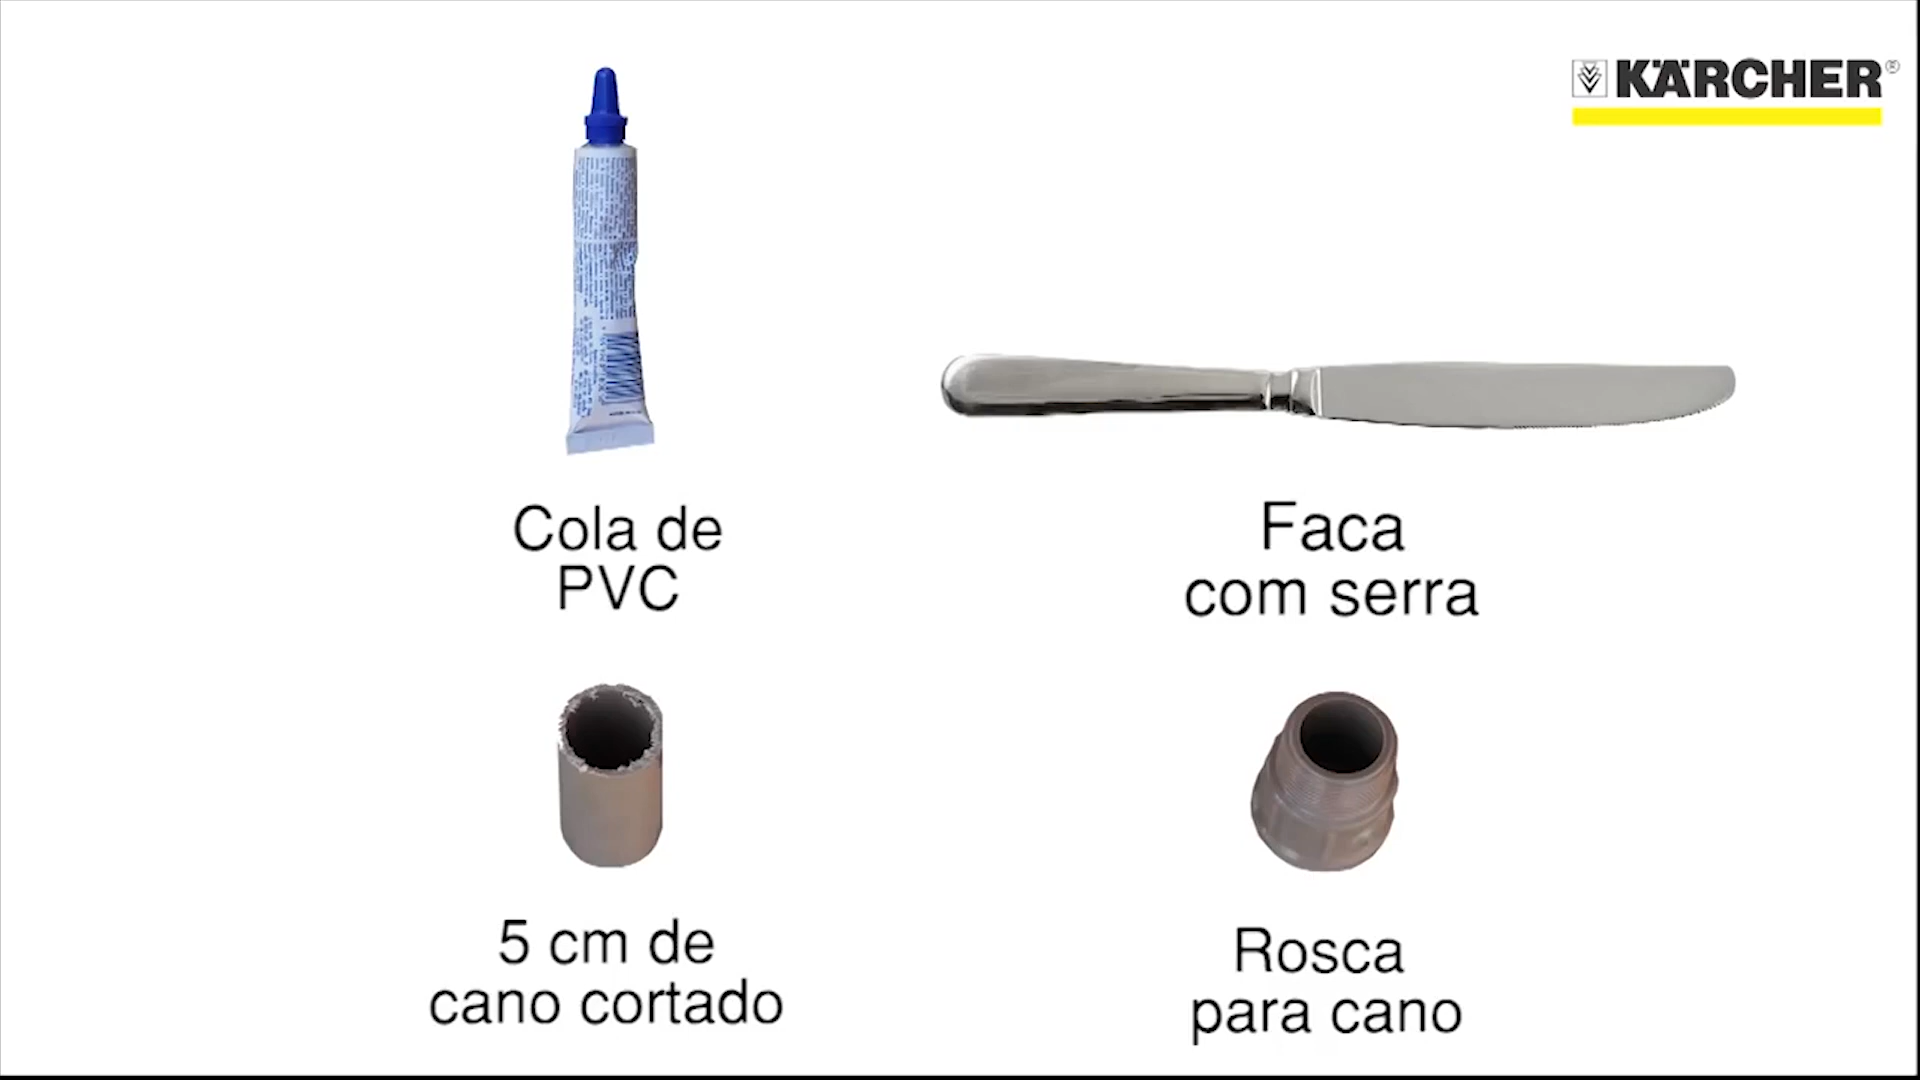 KÄRCHER®
Cola de
PVC
Faca
com serra
5 cm de
cano cortado
Rosca
para cano